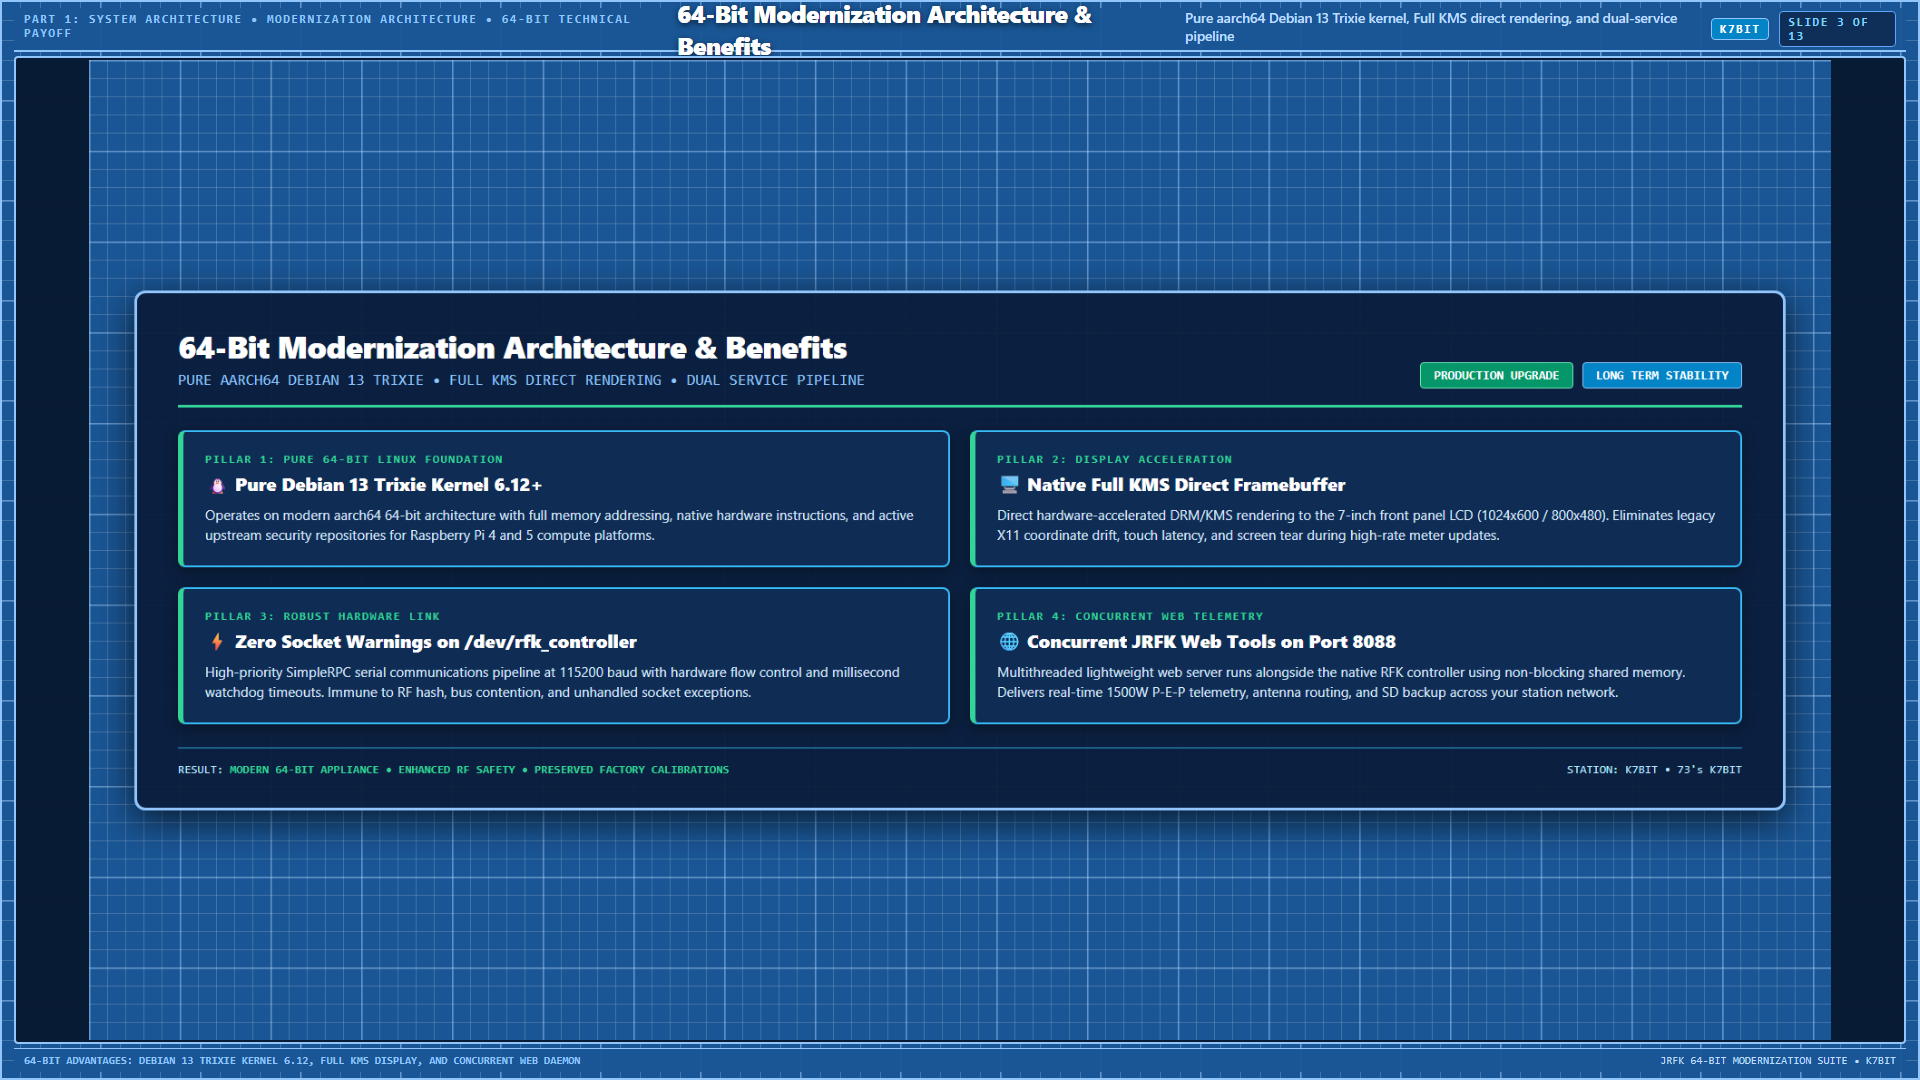 PART 1: SYSTEM ARCHITECTURE • MODERNIZATION ARCHITECTURE • 64-BIT TECHNICAL
PAYOFF
64-Bit Modernization Architecture &
Benefits
Pure aarch64 Debian 13 Trixie kernel, Full KMS direct rendering, and dual-service
pipeline
K7BIT
SLIDE 3 OF
13
64-Bit Modernization Architecture & Benefits
PURE AARCH64 DEBIAN 13 TRIXIE • FULL KMS DIRECT RENDERING • DUAL SERVICE PIPELINE
PRODUCTION UPGRADE
LONG TERM STABILITY
PILLAR 1: PURE 64-BIT LINUX FOUNDATION
Pure Debian 13 Trixie Kernel 6.12+
Operates on modern aarch64 64-bit architecture with full memory addressing, native hardware instructions, and active
upstream security repositories for Raspberry Pi 4 and 5 compute platforms.
PILLAR 2: DISPLAY ACCELERATION
Native Full KMS Direct Framebuffer
Direct hardware-accelerated DRM/KMS rendering to the 7-inch front panel LCD (1024x600 / 800x480). Eliminates legacy
X11 coordinate drift, touch latency, and screen tear during high-rate meter updates.
PILLAR 3: ROBUST HARDWARE LINK
Zero Socket Warnings on /dev/rfk_controller
High-priority SimpleRPC serial communications pipeline at 115200 baud with hardware flow control and millisecond
watchdog timeouts. Immune to RF hash, bus contention, and unhandled socket exceptions.
PILLAR 4: CONCURRENT WEB TELEMETRY
Concurrent JRFK Web Tools on Port 8088
Multithreaded lightweight web server runs alongside the native RFK controller using non-blocking shared memory.
Delivers real-time 1500W P-E-P telemetry, antenna routing, and SD backup across your station network.
RESULT: MODERN 64-BIT APPLIANCE • ENHANCED RF SAFETY • PRESERVED FACTORY CALIBRATIONS
STATION: K7BIT • 73's K7BIT
64-BIT ADVANTAGES: DEBIAN 13 TRIXIE KERNEL 6.12, FULL KMS DISPLAY, AND CONCURRENT WEB DAEMON
JRFK 64-BIT MODERNIZATION SUITE • K7BIT